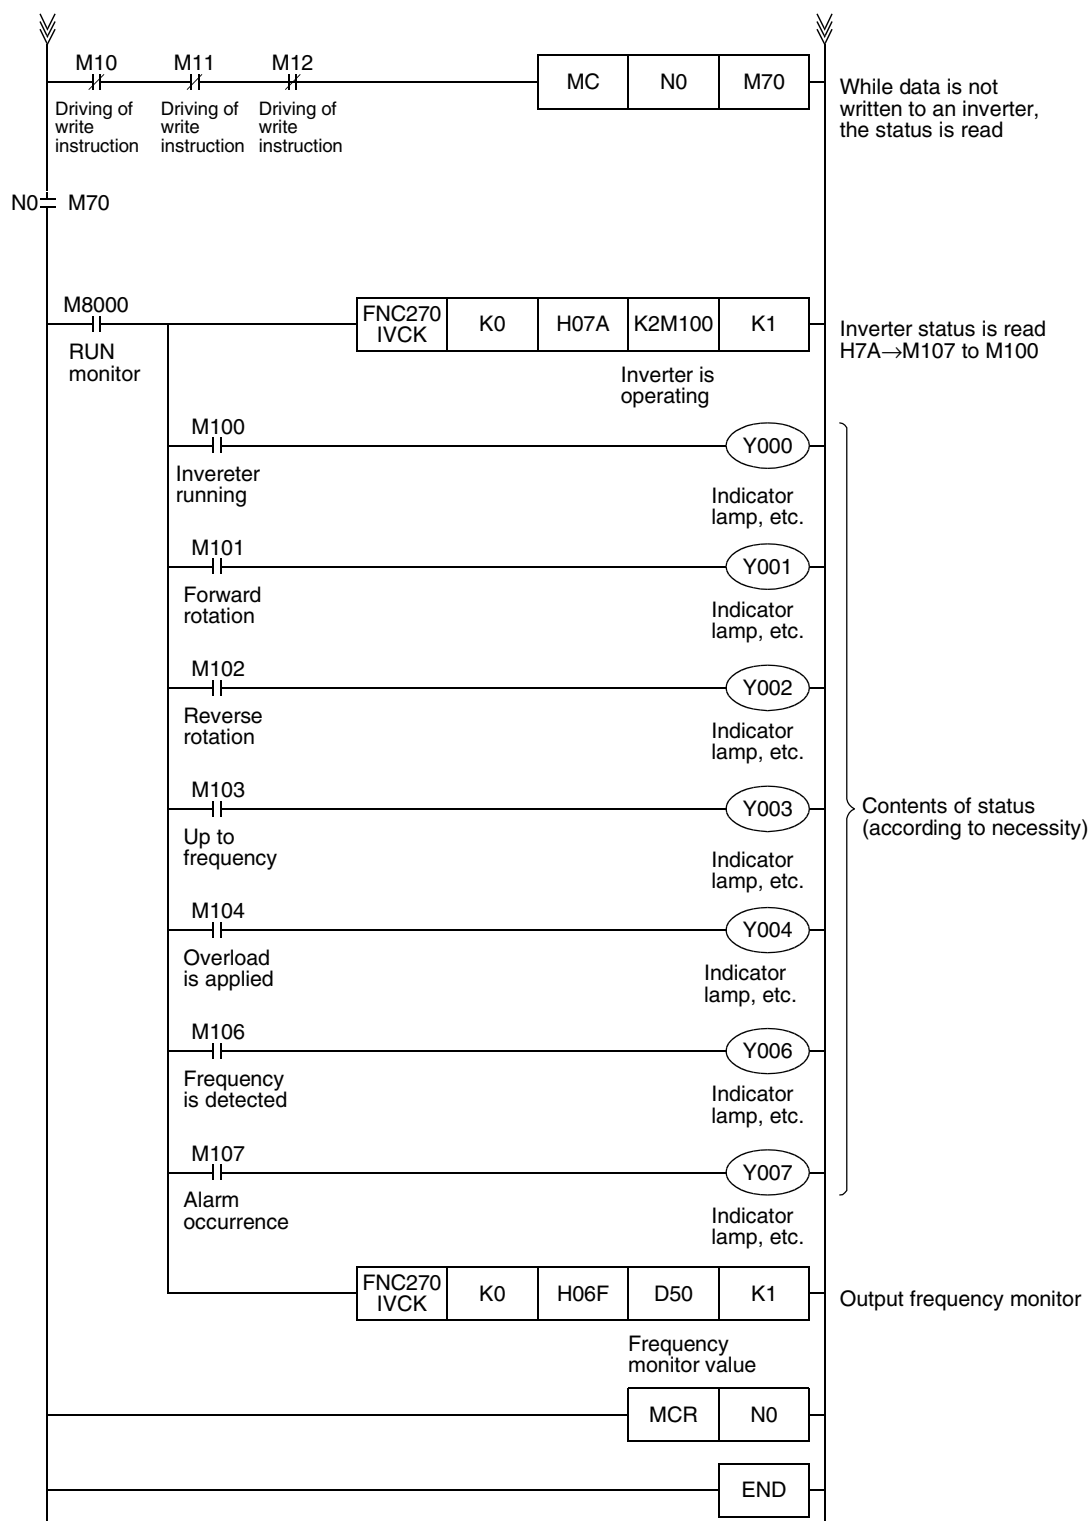 M10 M11 M12
MC N0 M70
Driving of write instruction
Driving of write instruction
Driving of write instruction
While data is not
written to an inverter,
the status is read
N0 M70
M8000
RUN
monitor
FNC270
IVCK
K0 H07A K2M100 K1
Inverter is
operating
Inverter status is read
H7A→M107 to M100
M100
Invereter
running
Y000
Indicator
lamp, etc.
M101
Forward
rotation
Y001
Indicator
lamp, etc.
M102
Reverse
rotation
Y002
Indicator
lamp, etc.
M103
Up to
frequency
Y003
Indicator
lamp, etc.
Contents of status
(according to necessity)
M104
Overload
is applied
Y004
Indicator
lamp, etc.
M106
Frequency
is detected
Y006
Indicator
lamp, etc.
M107
Alarm
occurrence
Y007
Indicator
lamp, etc.
FNC270
IVCK
K0 H06F D50 K1
Output frequency monitor
Frequency
monitor value
MCR N0
END